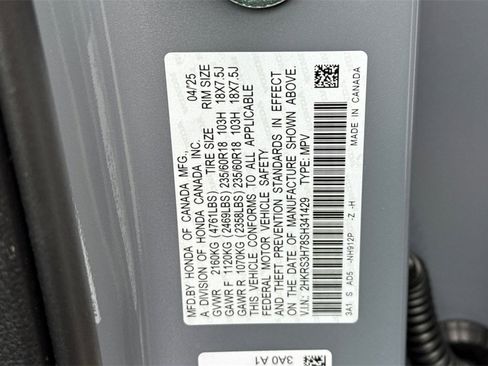 MFD.BY HONDA OF CANADA MFG., 04/25
A DIVISION OF HONDA CANADA INC.
TIRE SIZE RIM SIZE
GVWR 2160KG (4761LBS)
GAWR F 1120KG (2469LBS) 235/60R18 103H 18X7.5J
GAWR R 1070KG (2358LBS) 235/60R18 103H 18X7.5J
THIS VEHICLE CONFORMS TO ALL APPLICABLE
FEDERAL MOTOR VEHICLE SAFETY
AND THEFT PREVENTION STANDARDS IN EFFECT
ON THE DATE OF MANUFACTURE SHOWN ABOVE.
VIN: 2HKRS3H78SH341429 TYPE: MPV
3A1 S AD5 -NH912P -Z -H
MADE IN CANADA
3A0 A1